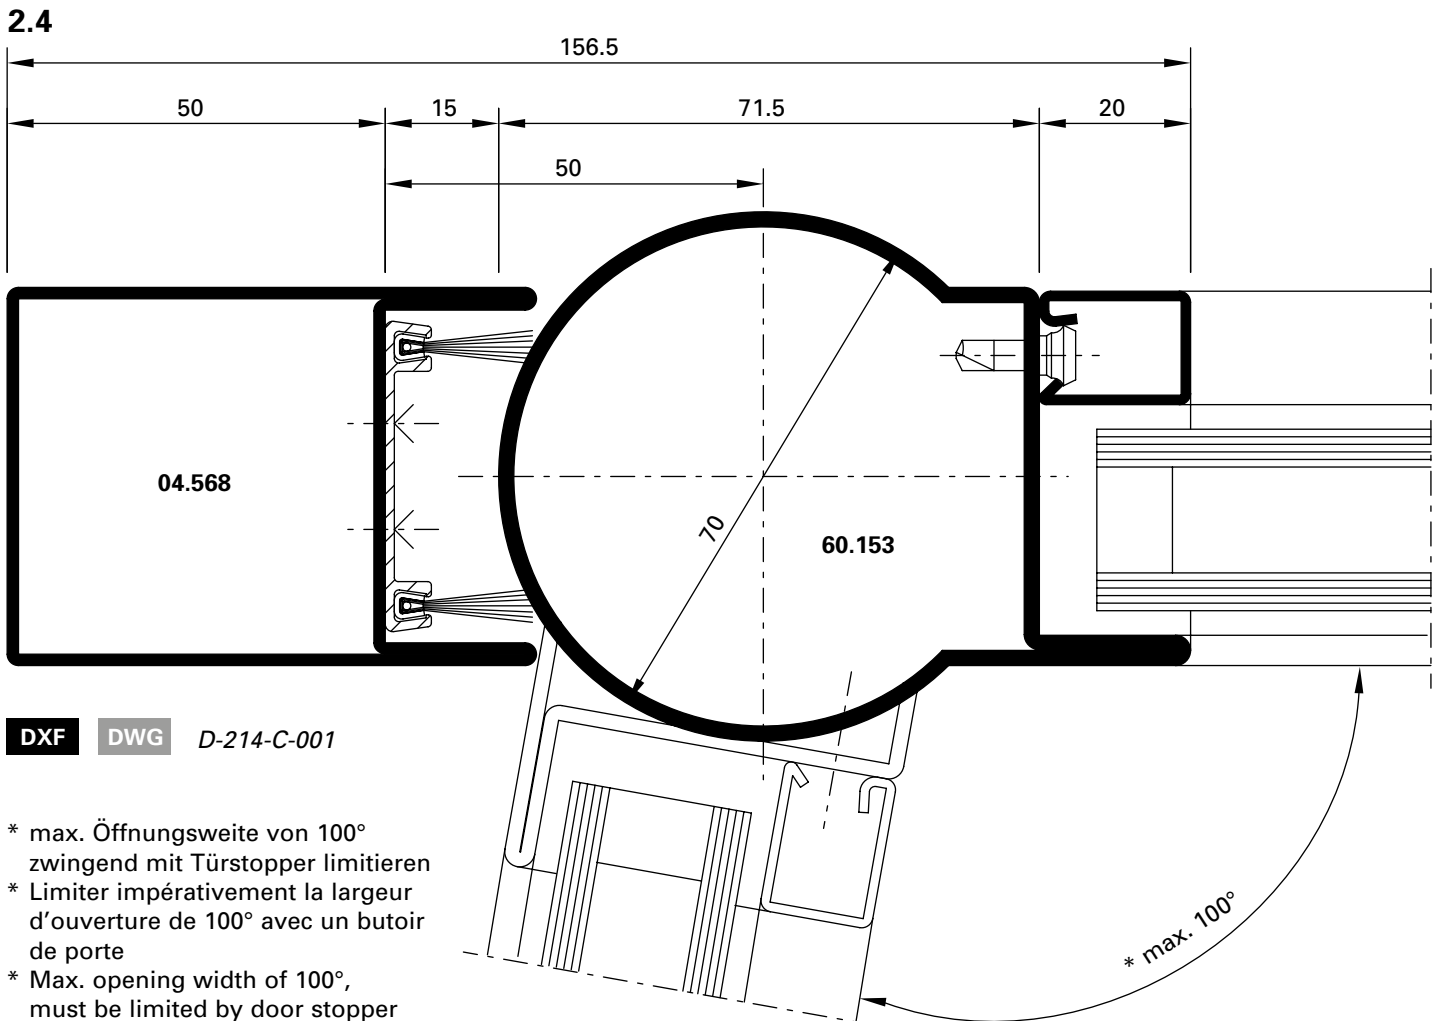 2.4
156.5
50
15
71.5
20
50
04.568
70
60.153
DXF DWG D-214-C-001
* max. Öffnungsweite von 100°
zwingend mit Türstopper limitieren
* Limiter impérativement la largeur
d'ouverture de 100° avec un butoir
de porte
* Max. opening width of 100°,
must be limited by door stopper
* max. 100°